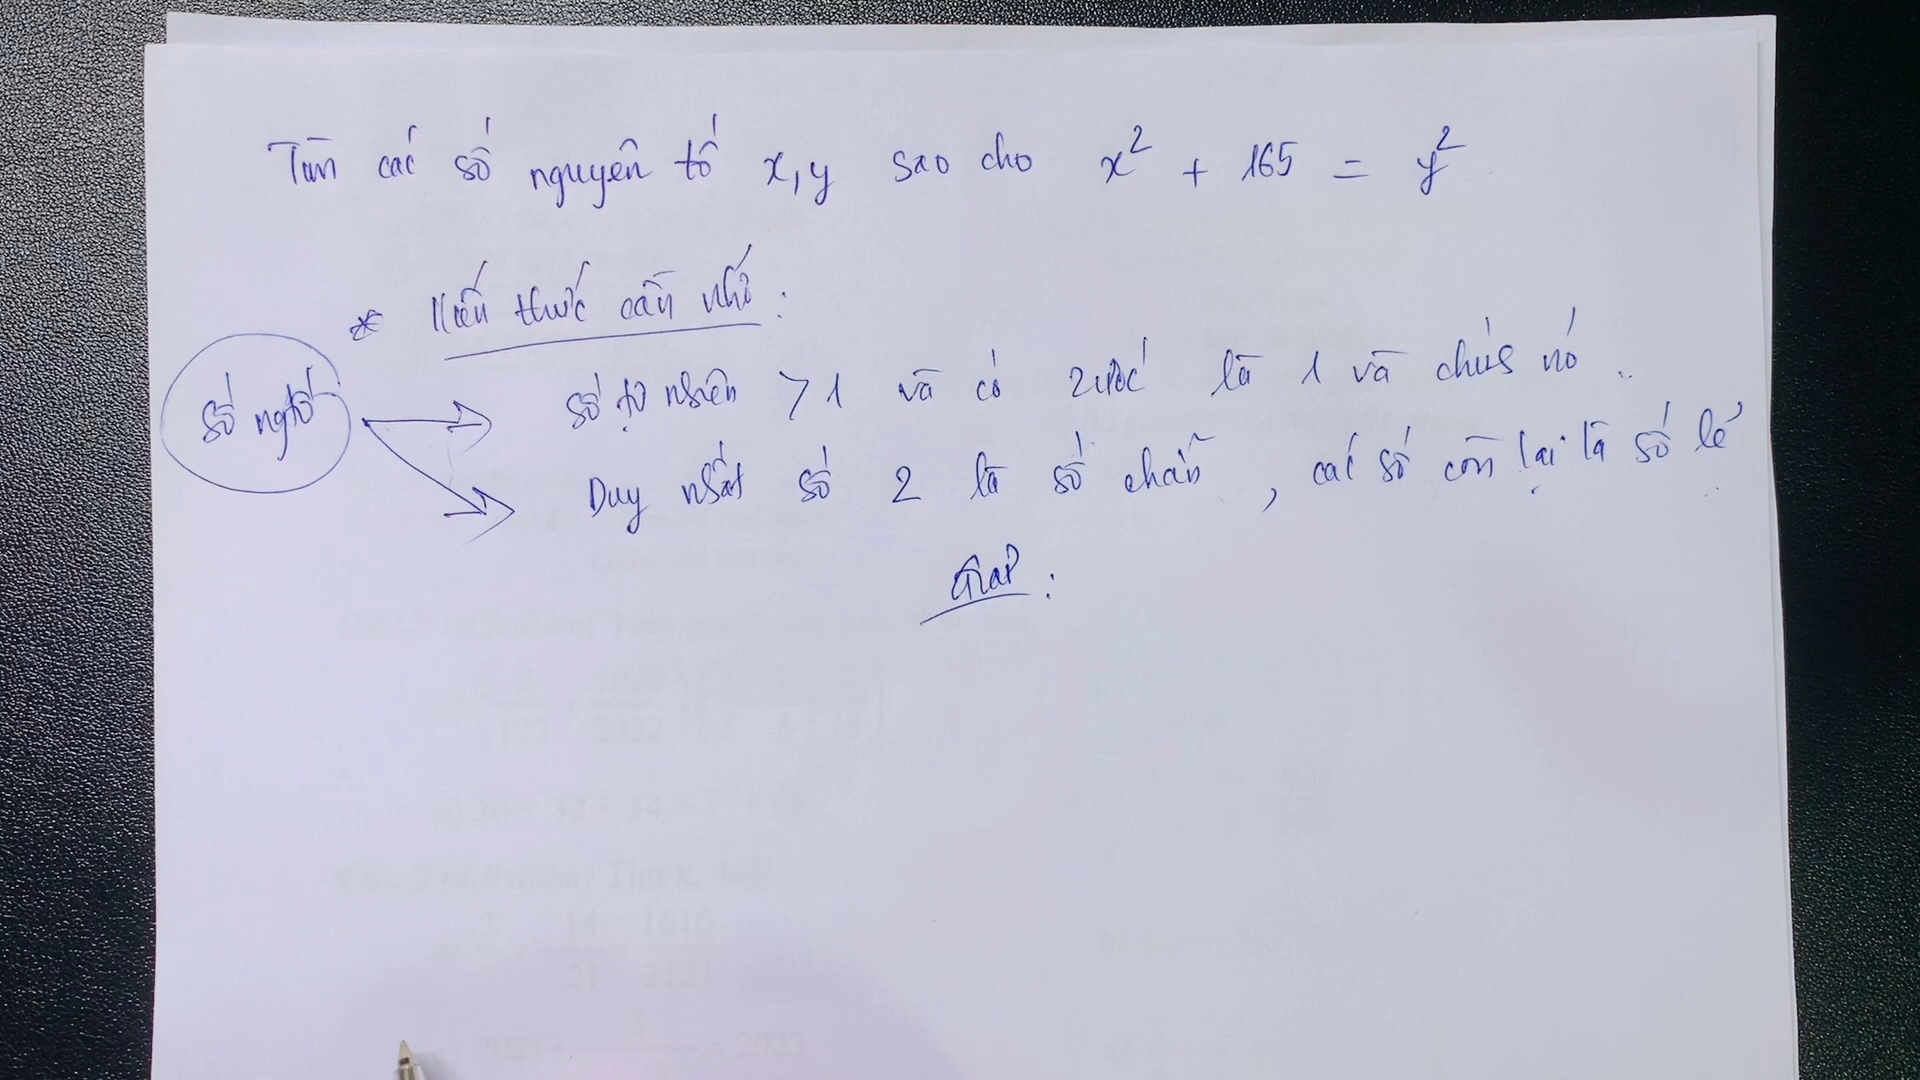 Tìm các số nguyên tố x, y sao cho x² + 165 = y²
* Kiến thức cần nhớ :
số ngtố
số tự nhiên > 1 và có 2 ước là 1 và chính nó .
Duy nhất số 2 là số chẵn , các số còn lại là số lẻ
Giải :